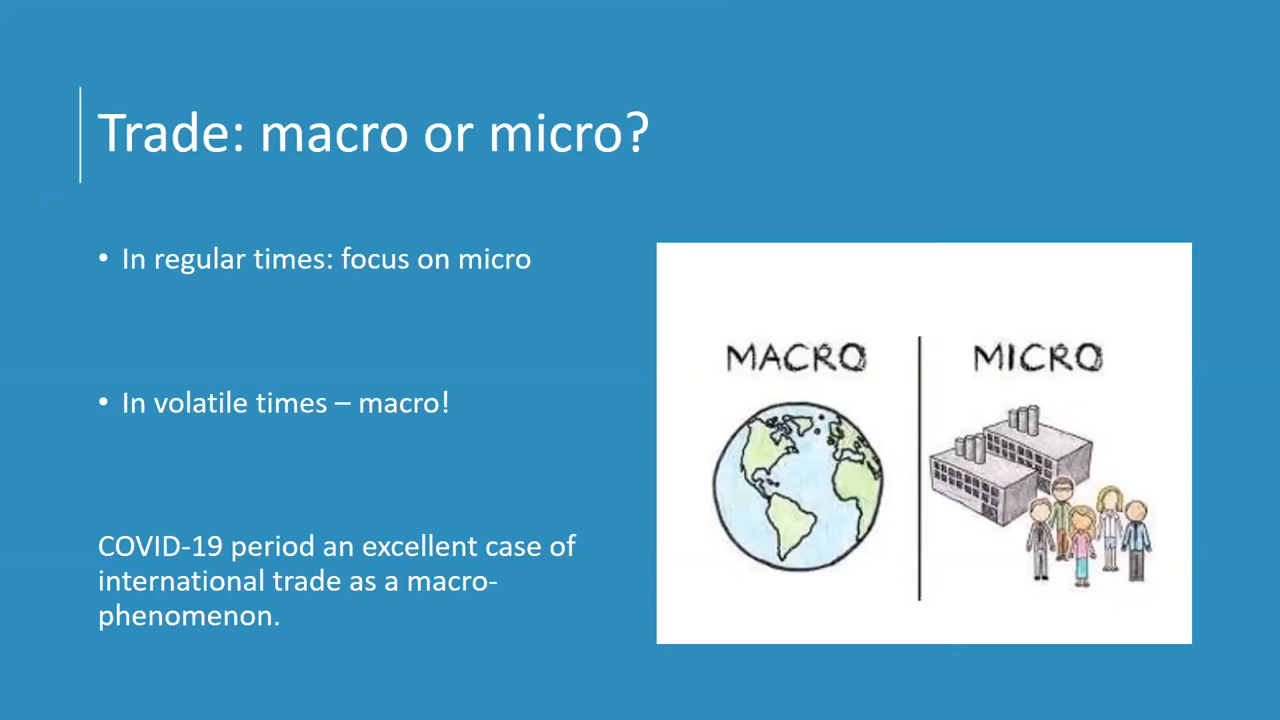 Trade: macro or micro?
• In regular times: focus on micro
• In volatile times – macro!
COVID-19 period an excellent case of
international trade as a macro-
phenomenon.
MACRO
MICRO